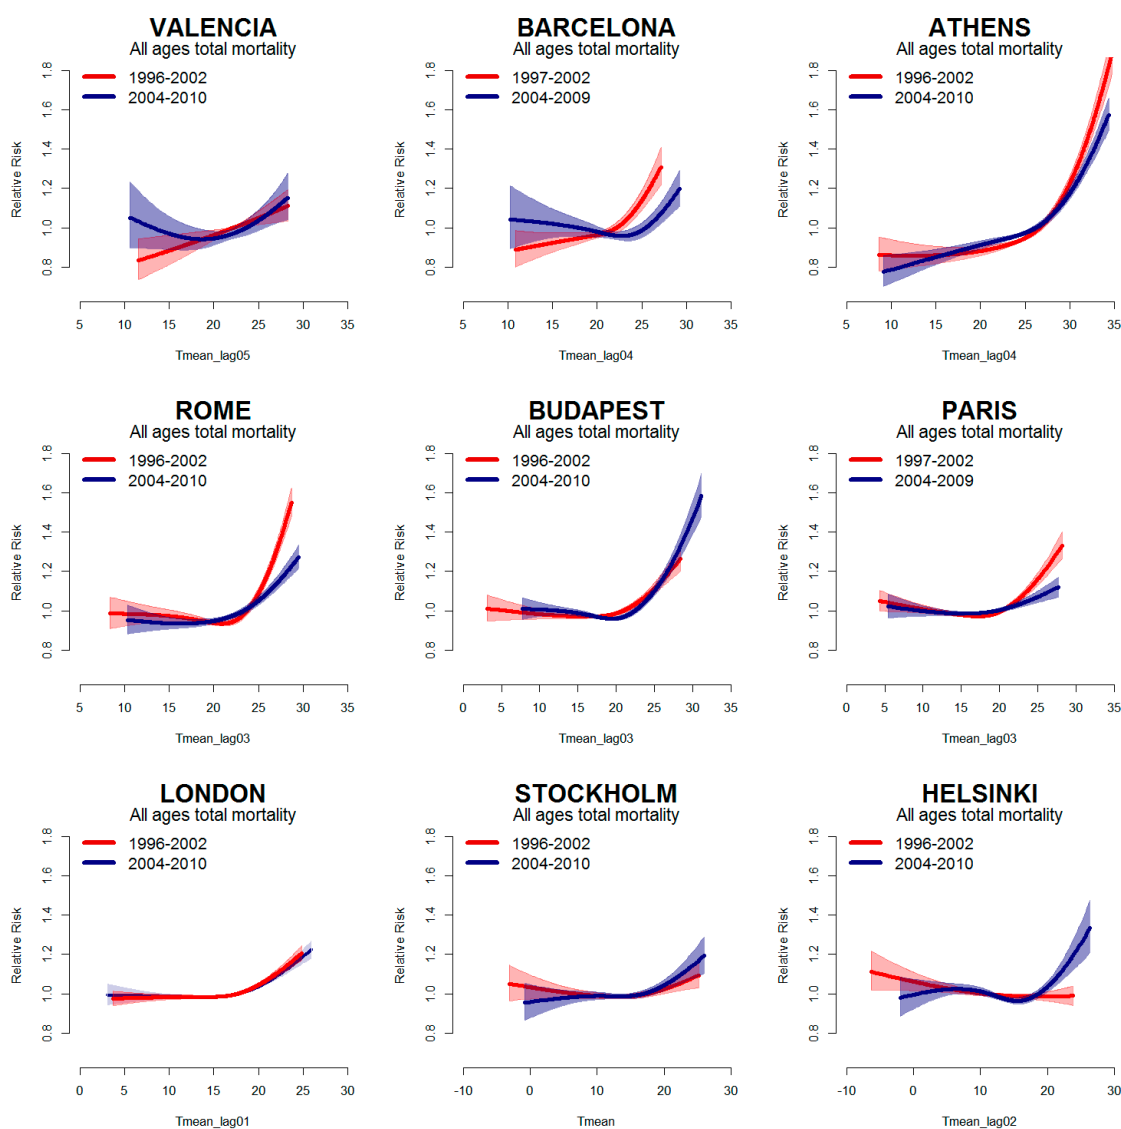 VALENCIA
All ages total mortality
1996-2002
2004-2010
Relative Risk
0.8 1.0 1.2 1.4 1.6 1.8
5 10 15 20 25 30 35
Tmean_lag05
BARCELONA
All ages total mortality
1997-2002
2004-2009
Relative Risk
0.8 1.0 1.2 1.4 1.6 1.8
5 10 15 20 25 30 35
Tmean_lag04
ATHENS
All ages total mortality
1996-2002
2004-2010
Relative Risk
0.8 1.0 1.2 1.4 1.6 1.8
5 10 15 20 25 30 35
Tmean_lag04
ROME
All ages total mortality
1996-2002
2004-2010
Relative Risk
0.8 1.0 1.2 1.4 1.6 1.8
5 10 15 20 25 30 35
Tmean_lag03
BUDAPEST
All ages total mortality
1996-2002
2004-2010
Relative Risk
0.8 1.0 1.2 1.4 1.6 1.8
0 5 10 15 20 25 30 35
Tmean_lag03
PARIS
All ages total mortality
1997-2002
2004-2009
Relative Risk
0.8 1.0 1.2 1.4 1.6 1.8
0 5 10 15 20 25 30 35
Tmean_lag03
LONDON
All ages total mortality
1996-2002
2004-2010
Relative Risk
0.8 1.0 1.2 1.4 1.6 1.8
0 5 10 15 20 25 30
Tmean_lag01
STOCKHOLM
All ages total mortality
1996-2002
2004-2010
Relative Risk
0.8 1.0 1.2 1.4 1.6 1.8
-10 0 10 20 30
Tmean
HELSINKI
All ages total mortality
1996-2002
2004-2010
Relative Risk
0.8 1.0 1.2 1.4 1.6 1.8
-10 0 10 20 30
Tmean_lag02